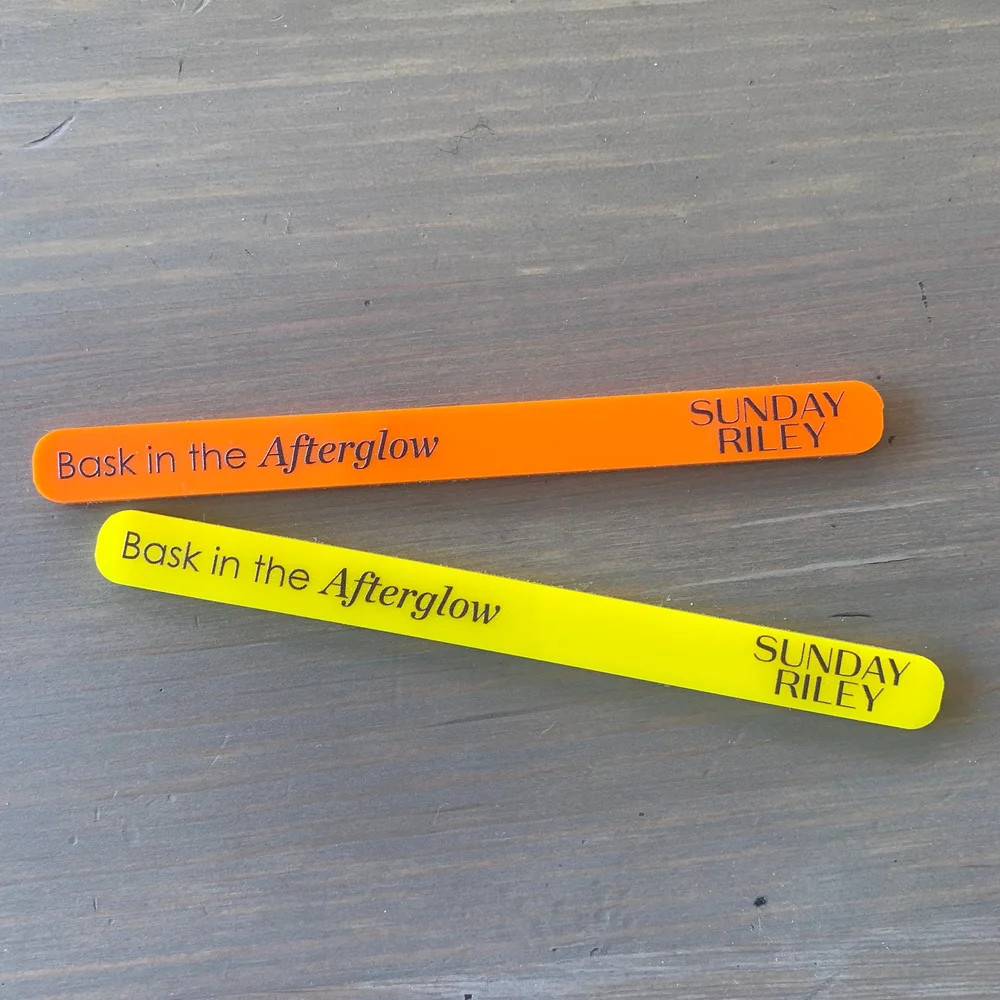 Bask in the Afterglow
SUNDAY
RILEY
Bask in the Afterglow
SUNDAY
RILEY